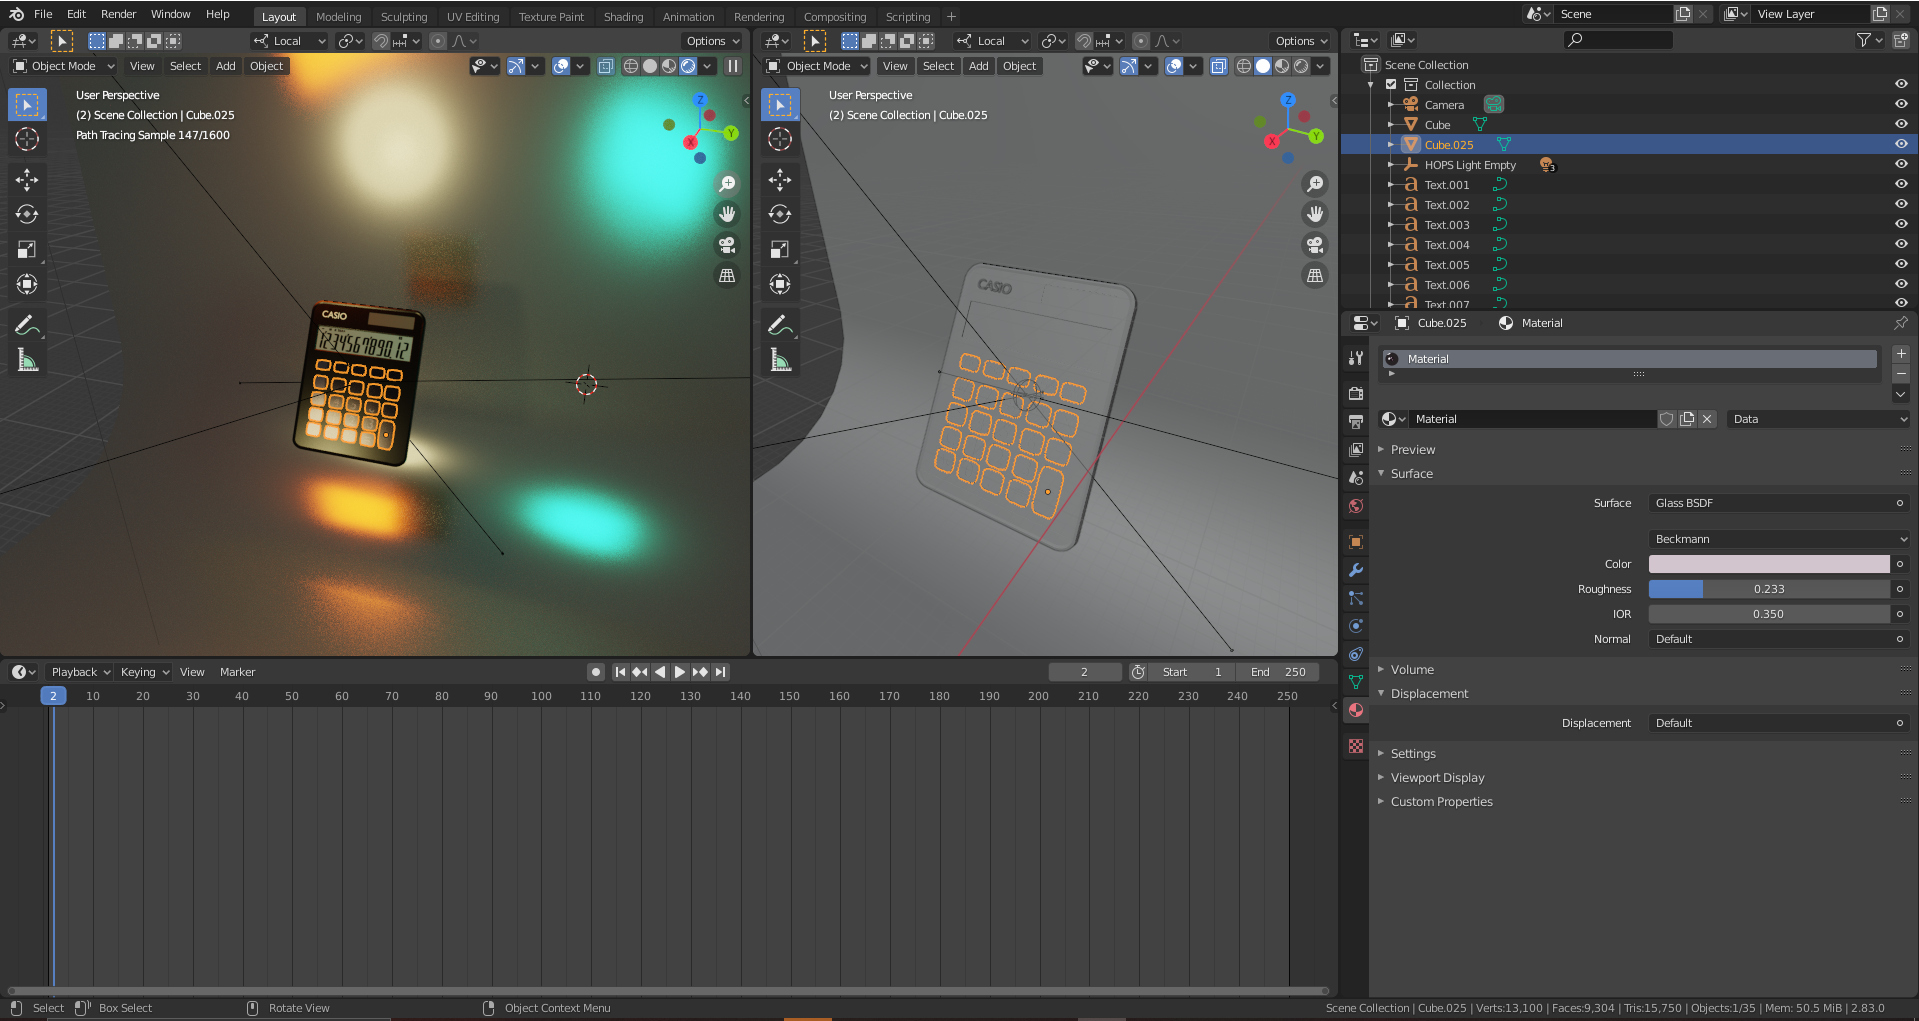 File Edit Render Window Help Layout Modeling Sculpting UV Editing Texture Paint Shading Animation Rendering Compositing Scripting + Scene View Layer
Local Options
Local Options
Object Mode View Select Add Object
Object Mode View Select Add Object
User Perspective
(2) Scene Collection | Cube.025
Path Tracing Sample 147/1600
Z
Y
X
CASIO
1234567890.12
User Perspective
(2) Scene Collection | Cube.025
Z
Y
X
CASIO
Scene Collection
Collection
Camera
Cube
Cube.025
HOPS Light Empty 3
Text.001
Text.002
Text.003
Text.004
Text.005
Text.006
Text.007
Cube.025 Material
Material
Material Data
Preview
Surface
Surface Glass BSDF
Beckmann
Color
Roughness 0.233
IOR 0.350
Normal Default
Volume
Displacement
Displacement Default
Settings
Viewport Display
Custom Properties
Playback Keying View Marker 2 Start 1 End 250
2 10 20 30 40 50 60 70 80 90 100 110 120 130 140 150 160 170 180 190 200 210 220 230 240 250
Select Box Select Rotate View Object Context Menu Scene Collection | Cube.025 | Verts:13,100 | Faces:9,304 | Tris:15,750 | Objects:1/35 | Mem: 50.5 MiB | 2.83.0